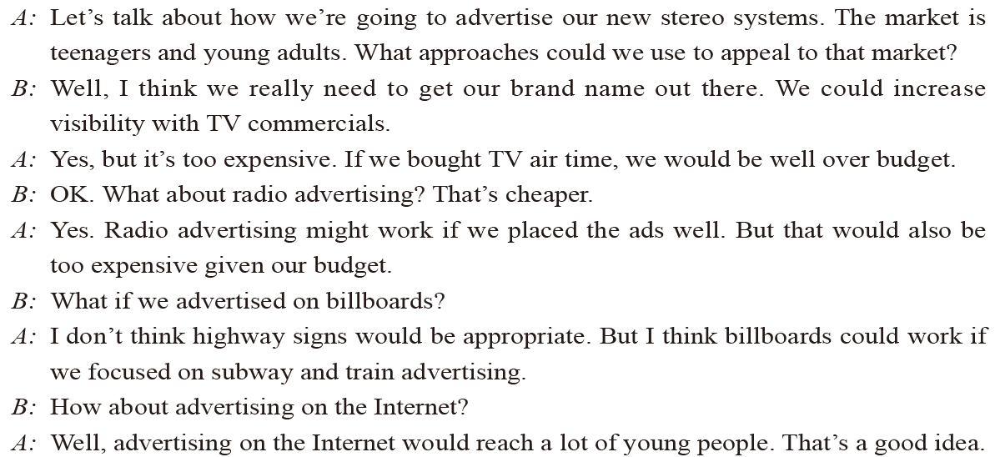 A: Let’s talk about how we’re going to advertise our new stereo systems. The market is
teenagers and young adults. What approaches could we use to appeal to that market?
B: Well, I think we really need to get our brand name out there. We could increase
visibility with TV commercials.
A: Yes, but it’s too expensive. If we bought TV air time, we would be well over budget.
B: OK. What about radio advertising? That’s cheaper.
A: Yes. Radio advertising might work if we placed the ads well. But that would also be
too expensive given our budget.
B: What if we advertised on billboards?
A: I don’t think highway signs would be appropriate. But I think billboards could work if
we focused on subway and train advertising.
B: How about advertising on the Internet?
A: Well, advertising on the Internet would reach a lot of young people. That’s a good idea.